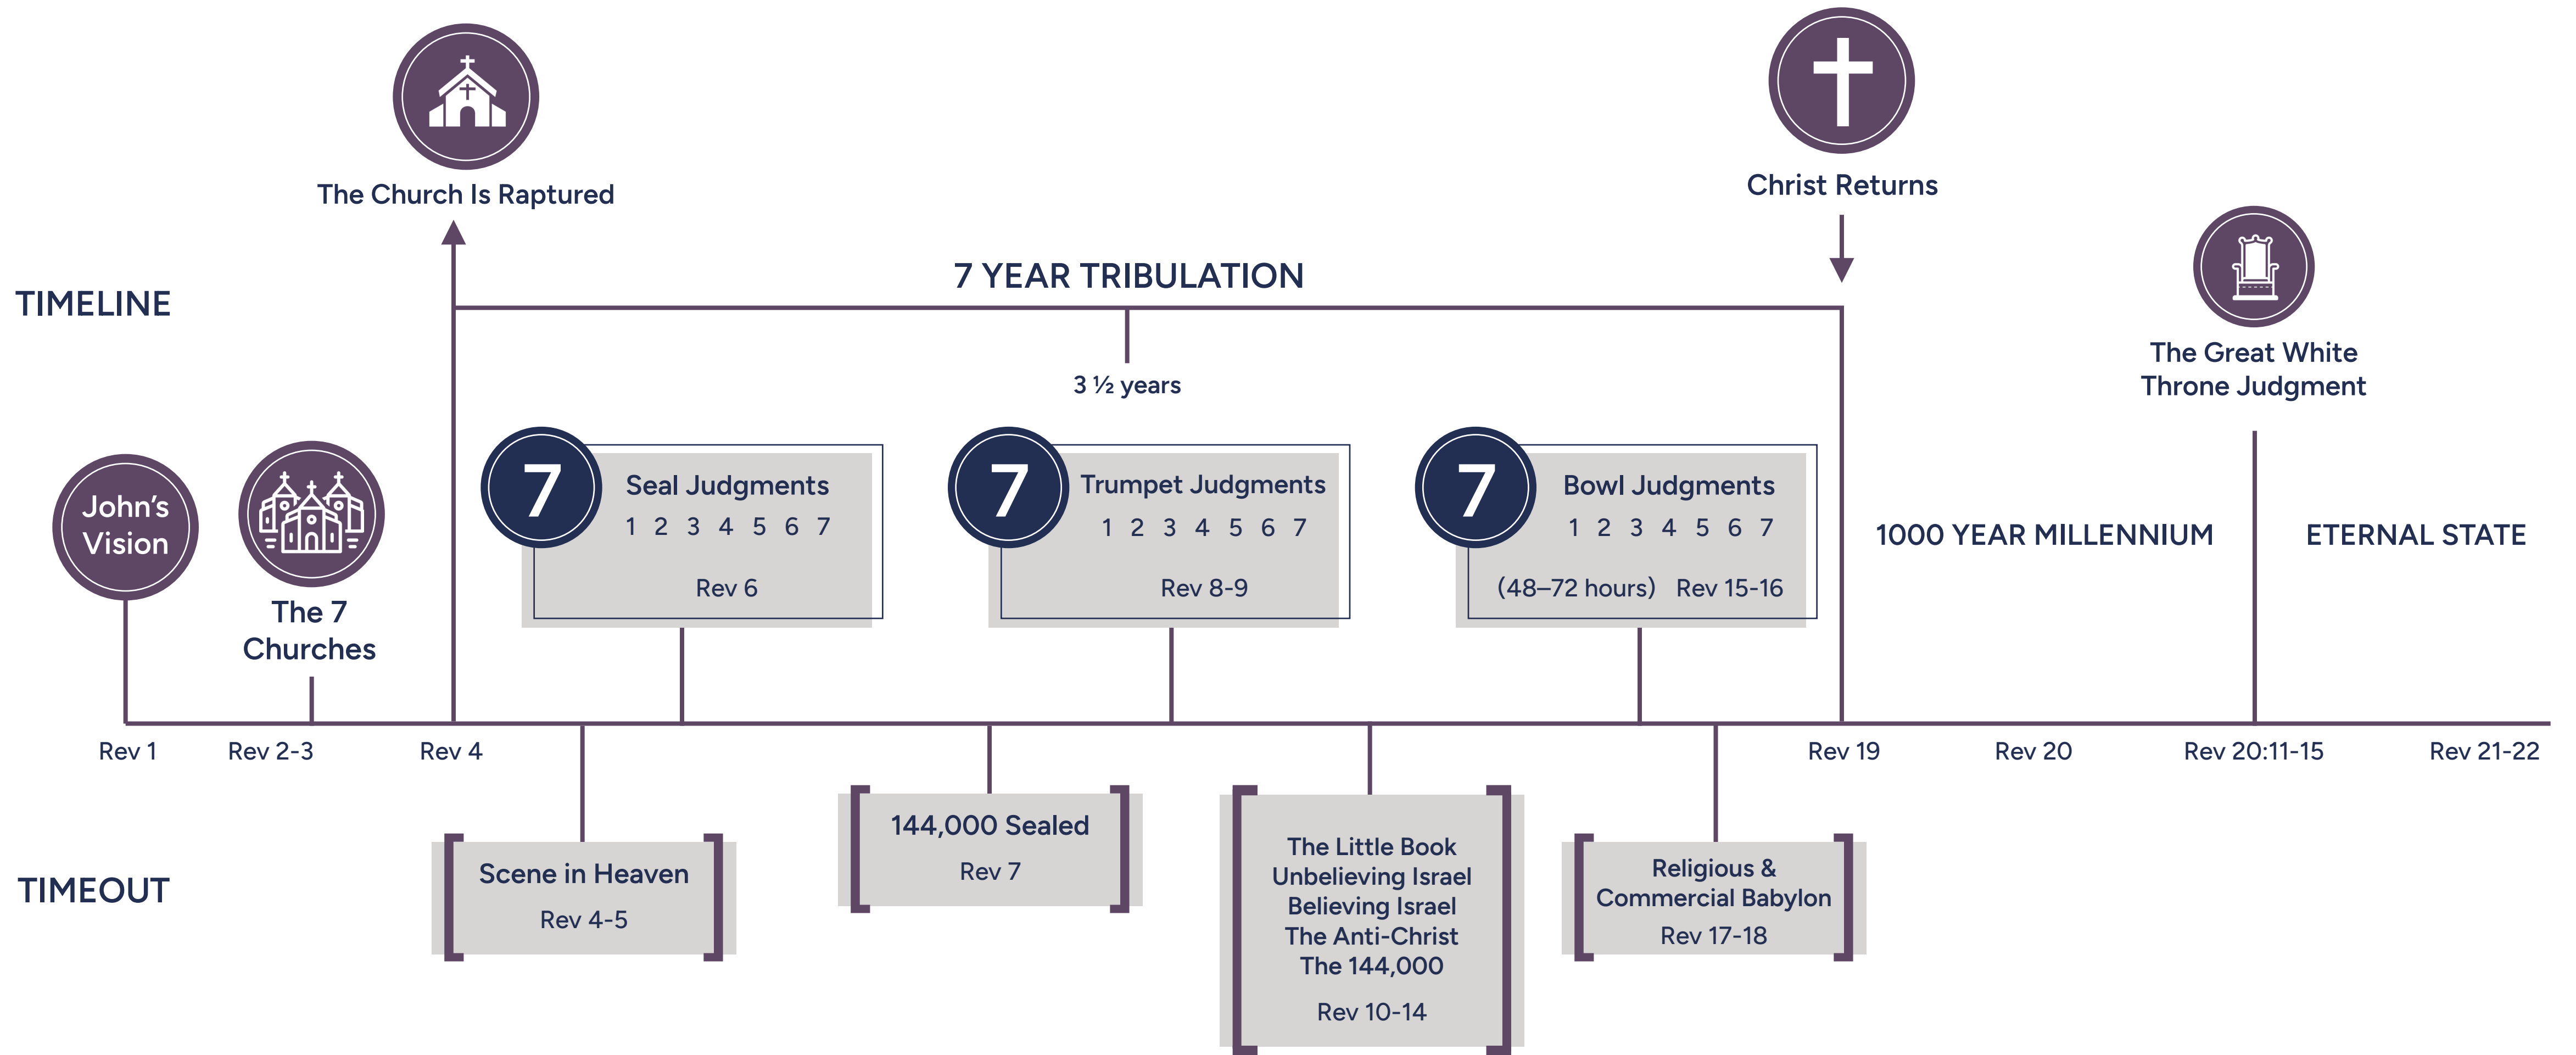 The Church Is Raptured
Christ Returns
7 YEAR TRIBULATION
TIMELINE
3 ½ years
The Great White
Throne Judgment
John’s
Vision
The 7
Churches
7
Seal Judgments
1 2 3 4 5 6 7
Rev 6
7
Trumpet Judgments
1 2 3 4 5 6 7
Rev 8-9
7
Bowl Judgments
1 2 3 4 5 6 7
(48–72 hours) Rev 15-16
1000 YEAR MILLENNIUM
ETERNAL STATE
Rev 1
Rev 2-3
Rev 4
Rev 19
Rev 20
Rev 20:11-15
Rev 21-22
TIMEOUT
Scene in Heaven
Rev 4-5
144,000 Sealed
Rev 7
The Little Book
Unbelieving Israel
Believing Israel
The Anti-Christ
The 144,000
Rev 10-14
Religious &
Commercial Babylon
Rev 17-18